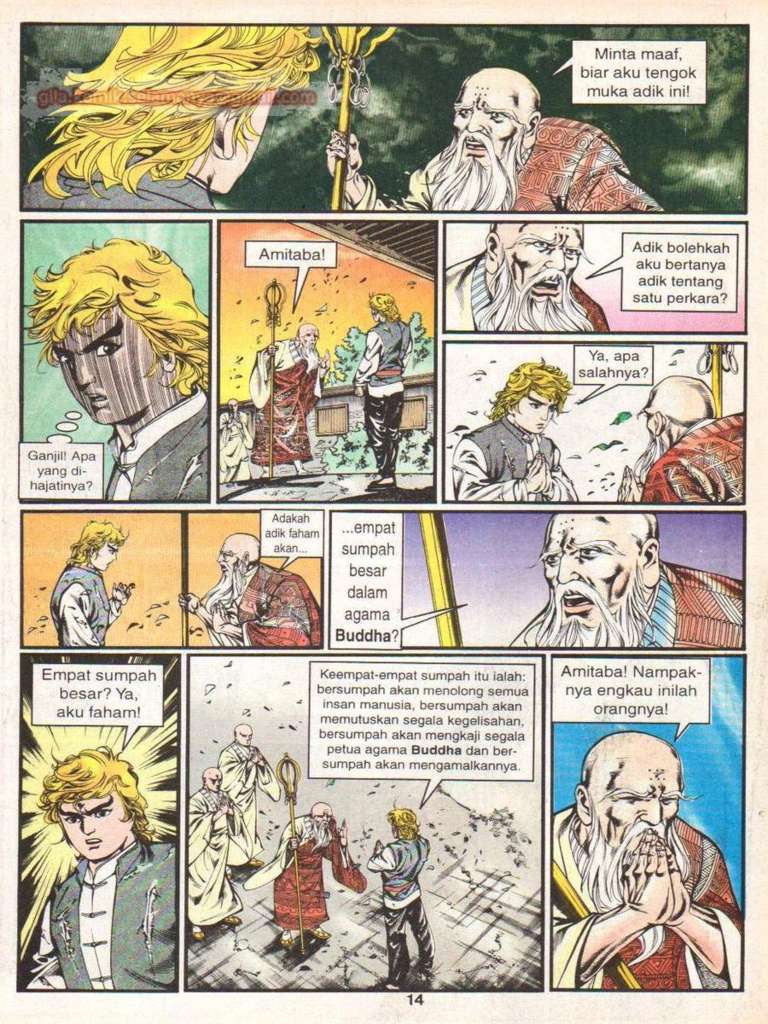 Minta maaf,
biar aku tengok
muka adik ini!
Ganjil! Apa
yang di-
hajatinya?
Amitaba!
Adik bolehkah
aku bertanya
adik tentang
satu perkara?
Ya, apa
salahnya?
Adakah
adik faham
akan...
...empat
sumpah
besar
dalam
agama
Buddha?
Empat sumpah
besar? Ya,
aku faham!
Keempat-empat sumpah itu ialah:
bersumpah akan menolong semua
insan manusia, bersumpah akan
memutuskan segala kegelisahan,
bersumpah akan mengkaji segala
petua agama Buddha dan ber-
sumpah akan mengamalkannya.
Amitaba! Nampak-
nya engkau inilah
orangnya!
14